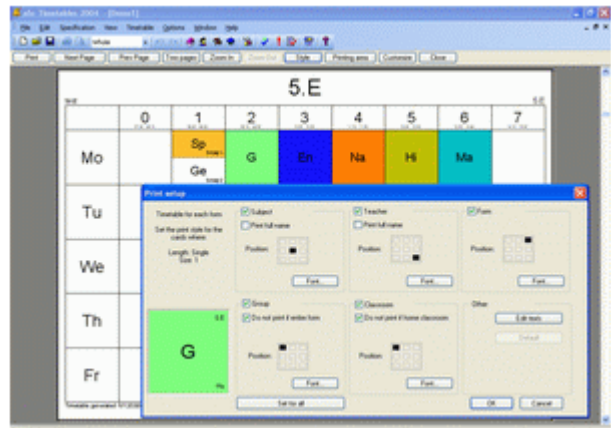 aSc Timetables 2004 - [Demo1]
File Edit Specification View Timetable Options Window Help
Whole
Print Next Page Prev Page Two pages Zoom In Zoom Out Style Printing area Customize Close
5.E
5.E
0 1 2 3 4 5 6 7
Mo Sp G En Na Hi Ma
Ge
Tu
We
Th
Fr
Print setup
Timetable for each form
Set the print style for the
cards where:
Length: Single
Size: 1
Subject
Print full name
Position:
Font...
Teacher
Print full name
Position:
Font...
Form
Position:
Font...
5.E
G
Group
Do not print if entire form
Position:
Font...
Classroom
Do not print if home classroom
Position:
Font...
Other
Edit texts
Default
Set for all
OK Cancel
Timetable generated